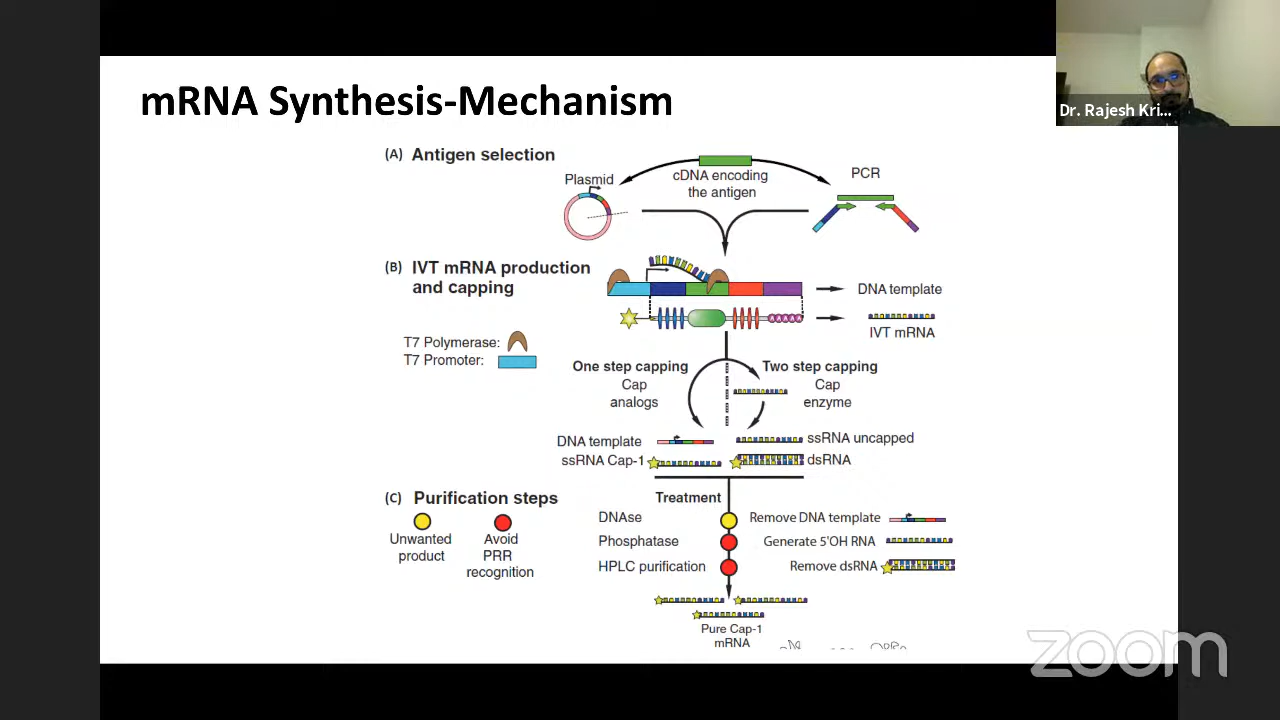 Dr. Rajesh Kri...
mRNA Synthesis-Mechanism
(A) Antigen selection
Plasmid
cDNA encoding
the antigen
PCR
(B) IVT mRNA production
and capping
DNA template
IVT mRNA
T7 Polymerase:
T7 Promoter:
AAAAA
One step capping
Cap
analogs
Two step capping
Cap
enzyme
DNA template
ssRNA Cap-1
ssRNA uncapped
dsRNA
(C) Purification steps
Unwanted
product
Avoid
PRR
recognition
Treatment
DNAse
Remove DNA template
Phosphatase
Generate 5'OH RNA
HPLC purification
Remove dsRNA
Pure Cap-1
mRNA
zoom